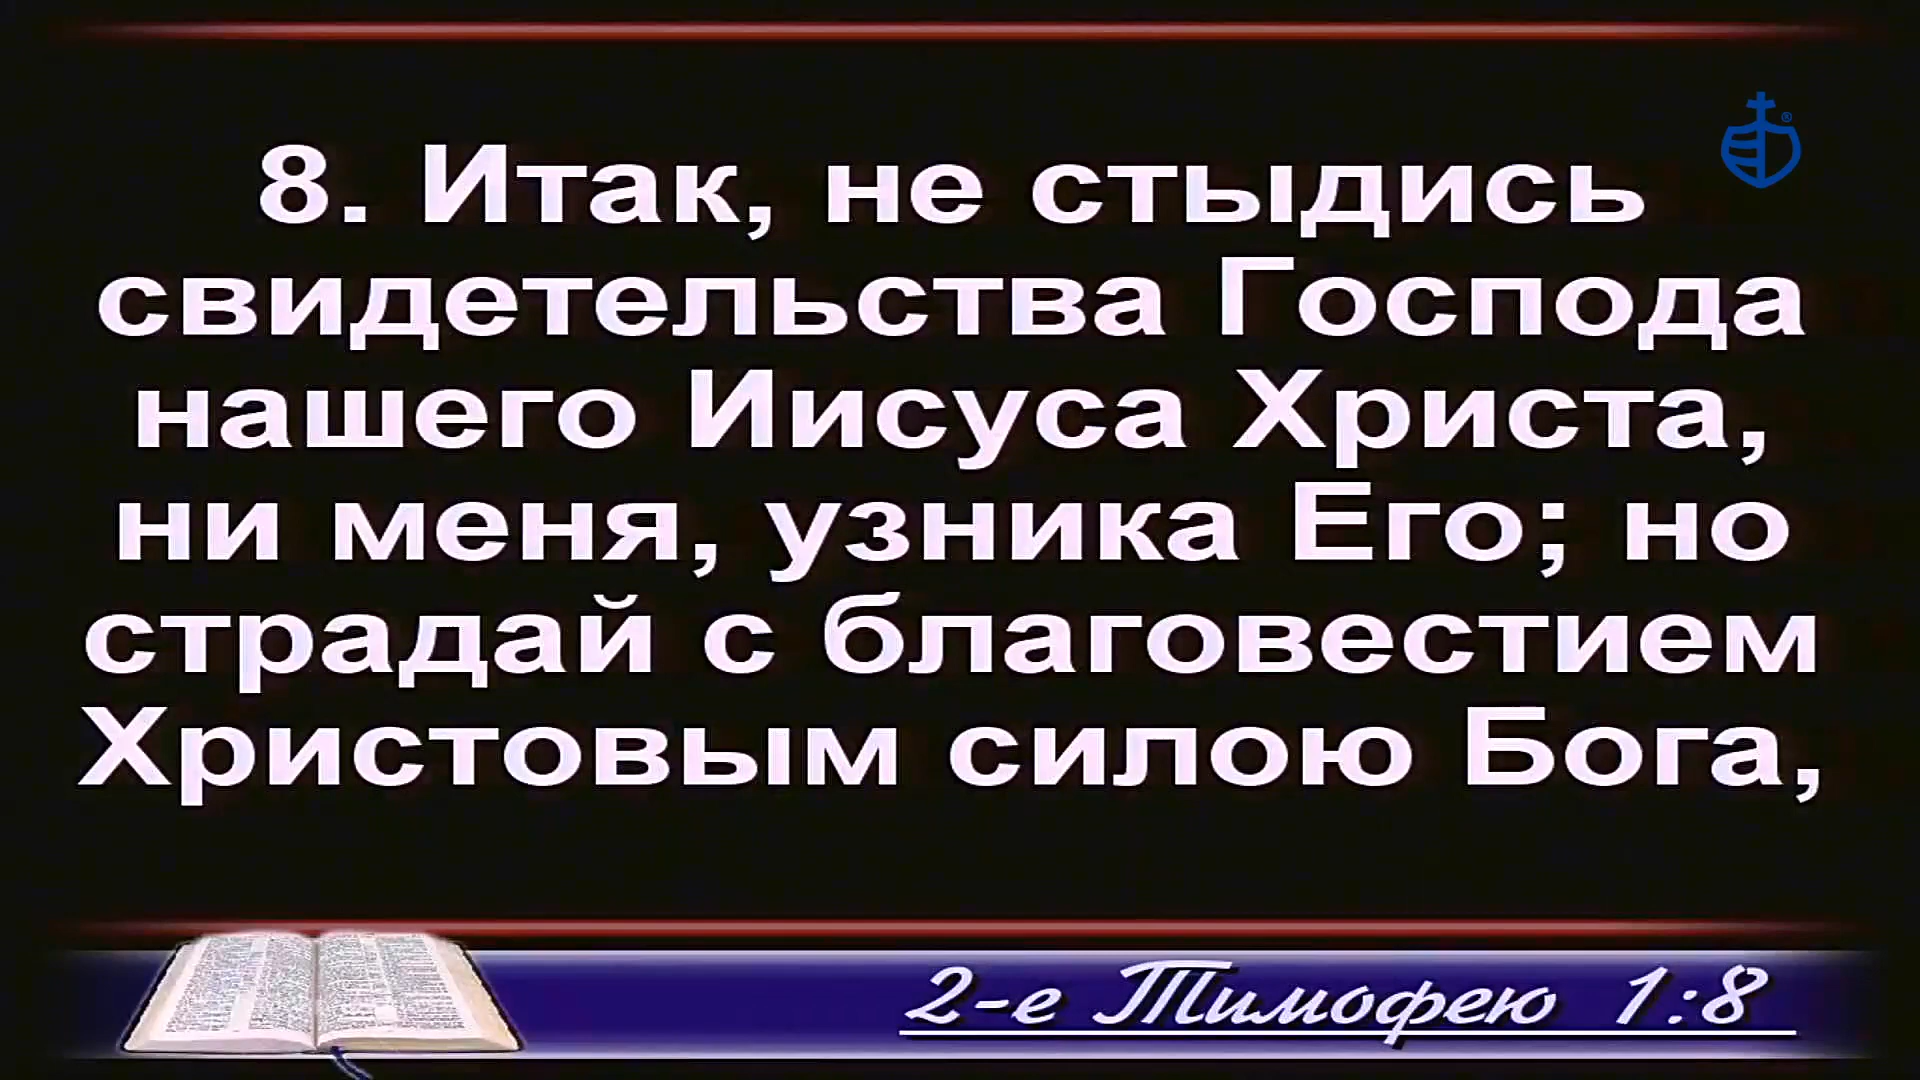 8. Итак, не стыдись
свидетельства Господа
нашего Иисуса Христа,
ни меня, узника Его; но
страдай с благовестием
Христовым силою Бога,
2-е Тимофею 1:8